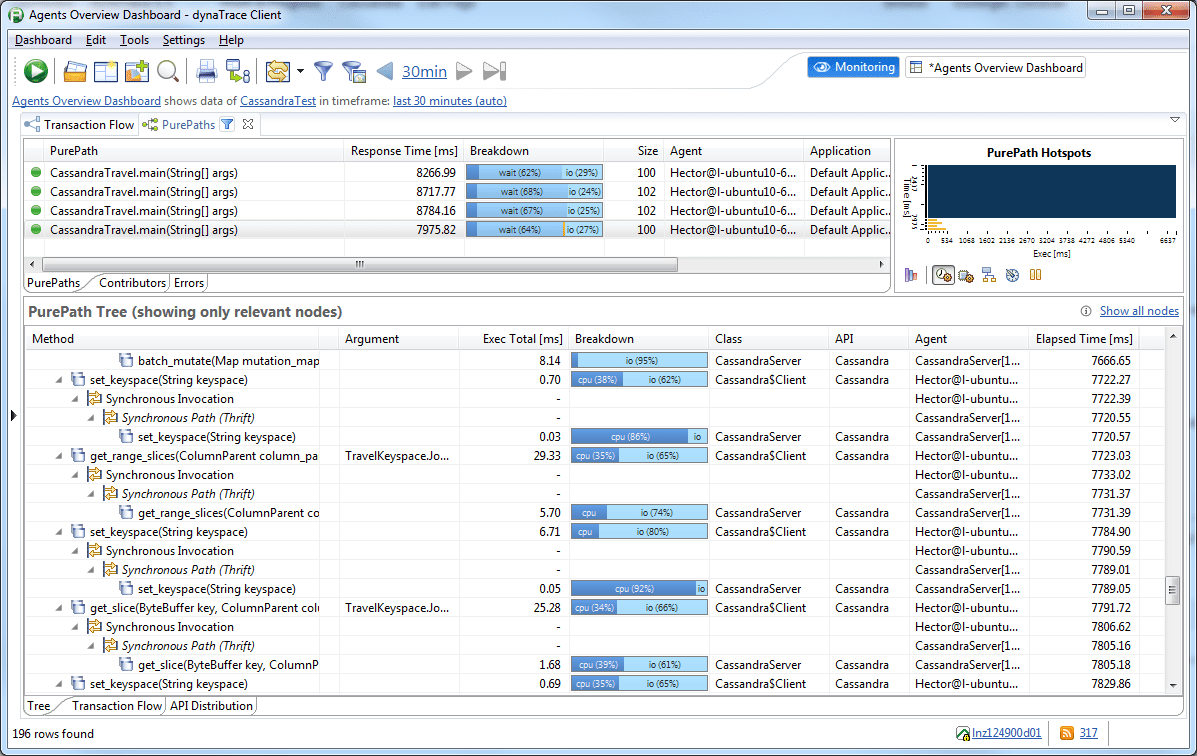 Agents Overview Dashboard - dynaTrace Client
Dashboard Edit Tools Settings Help
30min
Monitoring
*Agents Overview Dashboard
Agents Overview Dashboard shows data of CassandraTest in timeframe: last 30 minutes (auto)
Transaction Flow PurePaths
PurePath Response Time [ms] Breakdown Size Agent Application
CassandraTravel.main(String[] args) 8266.99 wait (62%) io (29%) 100 Hector@l-ubuntu10-6... Default Applic...
CassandraTravel.main(String[] args) 8717.77 wait (68%) io (24%) 102 Hector@l-ubuntu10-6... Default Applic...
CassandraTravel.main(String[] args) 8784.16 wait (67%) io (25%) 102 Hector@l-ubuntu10-6... Default Applic...
CassandraTravel.main(String[] args) 7975.82 wait (64%) io (27%) 100 Hector@l-ubuntu10-6... Default Applic...
PurePaths Contributors Errors
PurePath Hotspots
Time [ms]
0 534 1068 1602 2136 2670 3204 3738 4272 4806 5340 6637
Exec [ms]
PurePath Tree (showing only relevant nodes)
Show all nodes
Method Argument Exec Total [ms] Breakdown Class API Agent Elapsed Time [ms]
batch_mutate(Map mutation_map 8.14 io (95%) CassandraServer Cassandra CassandraServer[1... 7666.65
set_keyspace(String keyspace) 0.70 cpu (38%) io (62%) Cassandra$Client Cassandra Hector@l-ubuntu... 7722.27
Synchronous Invocation - Hector@l-ubuntu... 7722.39
Synchronous Path (Thrift) - CassandraServer[1... 7720.55
set_keyspace(String keyspace) 0.03 cpu (86%) io CassandraServer Cassandra CassandraServer[1... 7720.57
get_range_slices(ColumnParent column_pa TravelKeyspace.Jo... 29.33 cpu (35%) io (65%) Cassandra$Client Cassandra Hector@l-ubuntu... 7723.03
Synchronous Invocation - Hector@l-ubuntu... 7733.02
Synchronous Path (Thrift) - CassandraServer[1... 7731.37
get_range_slices(ColumnParent co 5.70 cpu io (74%) CassandraServer Cassandra CassandraServer[1... 7731.39
set_keyspace(String keyspace) 6.71 cpu io (80%) Cassandra$Client Cassandra Hector@l-ubuntu... 7784.90
Synchronous Invocation - Hector@l-ubuntu... 7790.59
Synchronous Path (Thrift) - CassandraServer[1... 7789.01
set_keyspace(String keyspace) 0.05 cpu (92%) io CassandraServer Cassandra CassandraServer[1... 7789.05
get_slice(ByteBuffer key, ColumnParent colu TravelKeyspace.Jo... 25.28 cpu (34%) io (66%) Cassandra$Client Cassandra Hector@l-ubuntu... 7791.72
Synchronous Invocation - Hector@l-ubuntu... 7806.62
Synchronous Path (Thrift) - CassandraServer[1... 7805.16
get_slice(ByteBuffer key, ColumnP 1.68 cpu (39%) io (61%) CassandraServer Cassandra CassandraServer[1... 7805.18
set_keyspace(String keyspace) 0.69 cpu (35%) io (65%) Cassandra$Client Cassandra Hector@l-ubuntu... 7829.86
Tree Transaction Flow API Distribution
196 rows found
lnz124900d01
317